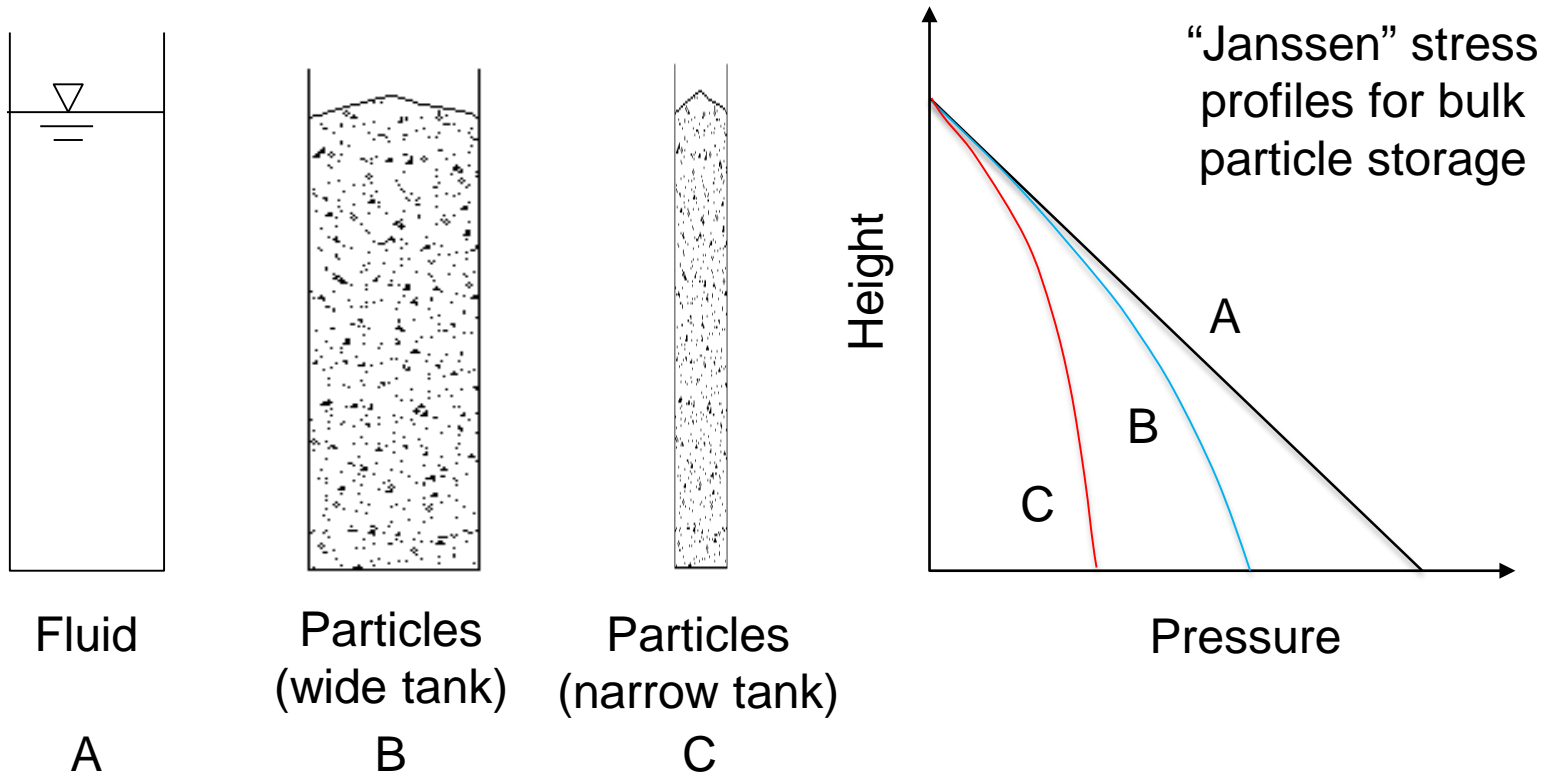 “Janssen” stress
profiles for bulk
particle storage
Height
A
B
C
Pressure
Fluid
Particles
(wide tank)
Particles
(narrow tank)
A
B
C